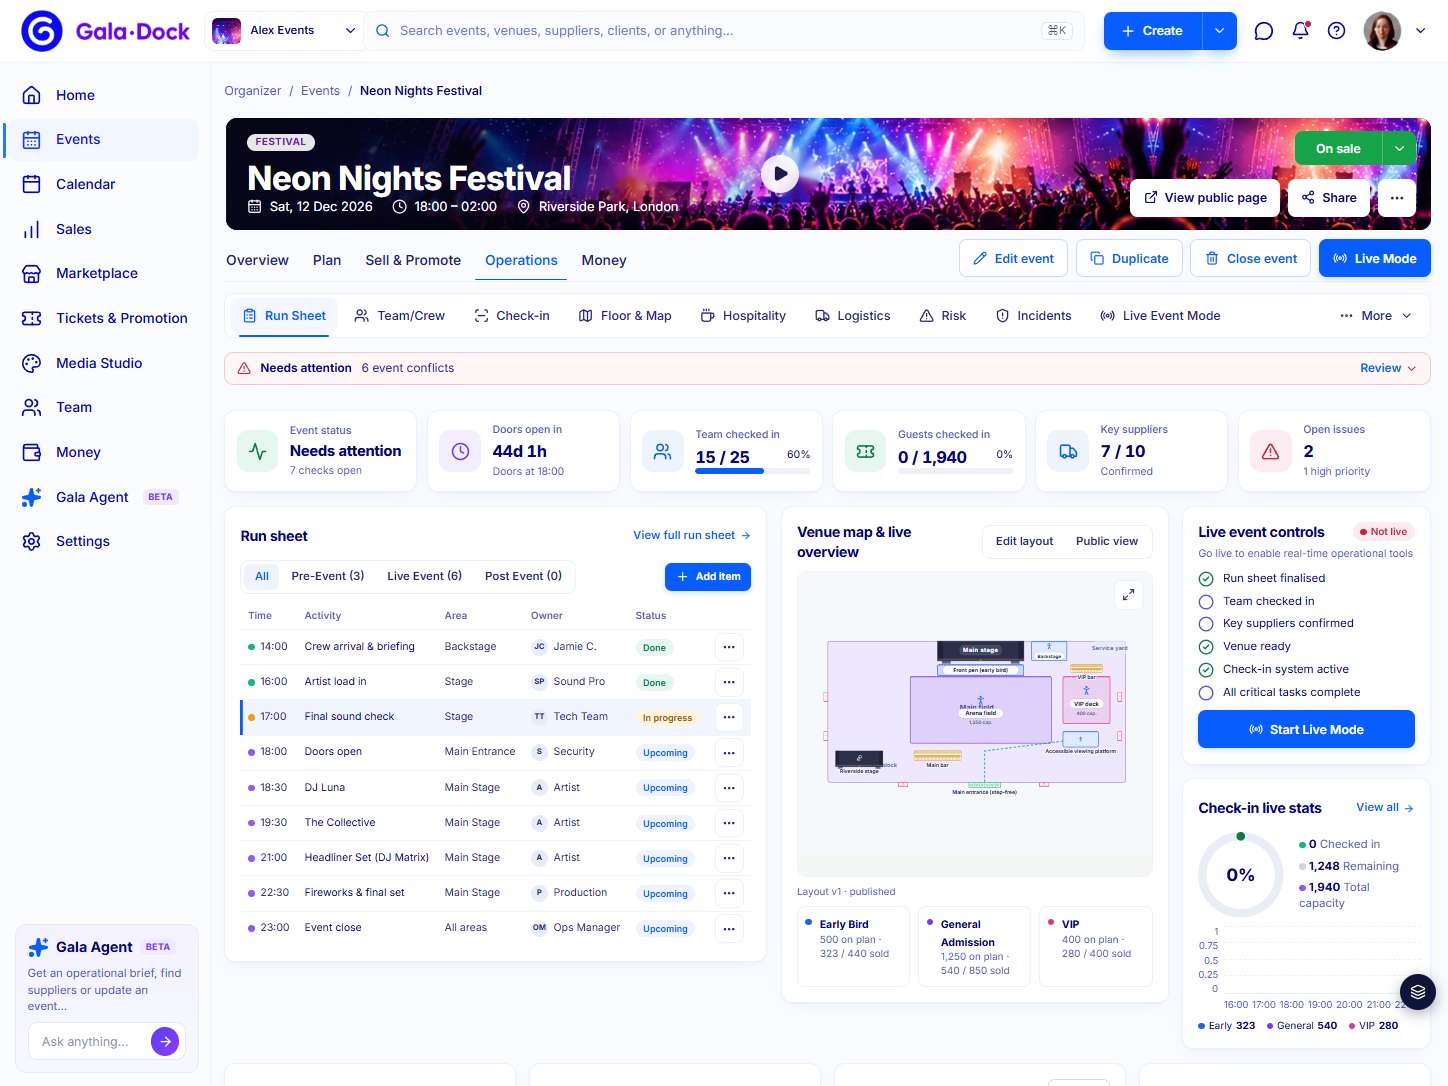 Gala·Dock
Alex Events
Search events, venues, suppliers, clients, or anything...
⌘K
+ Create
Home
Events
Calendar
Sales
Marketplace
Tickets & Promotion
Media Studio
Team
Money
Gala Agent BETA
Settings
Gala Agent BETA
Get an operational brief, find
suppliers or update an
event...
Ask anything...
Organizer / Events / Neon Nights Festival
FESTIVAL
Neon Nights Festival
Sat, 12 Dec 2026 18:00 – 02:00 Riverside Park, London
On sale
View public page
Share
Overview Plan Sell & Promote Operations Money
Edit event
Duplicate
Close event
Live Mode
Run Sheet Team/Crew Check-in Floor & Map Hospitality Logistics Risk Incidents Live Event Mode More
Needs attention 6 event conflicts
Review
Event status
Needs attention
7 checks open
Doors open in
44d 1h
Doors at 18:00
Team checked in
15 / 25 60%
Guests checked in
0 / 1,940 0%
Key suppliers
7 / 10
Confirmed
Open issues
2
1 high priority
Run sheet
View full run sheet →
All Pre-Event (3) Live Event (6) Post Event (0)
+ Add item
Time Activity Area Owner Status
14:00 Crew arrival & briefing Backstage JC Jamie C. Done
16:00 Artist load in Stage SP Sound Pro Done
17:00 Final sound check Stage TT Tech Team In progress
18:00 Doors open Main Entrance S Security Upcoming
18:30 DJ Luna Main Stage A Artist Upcoming
19:30 The Collective Main Stage A Artist Upcoming
21:00 Headliner Set (DJ Matrix) Main Stage A Artist Upcoming
22:30 Fireworks & final set Main Stage P Production Upcoming
23:00 Event close All areas OM Ops Manager Upcoming
Venue map & live
overview
Edit layout Public view
Main stage
Backstage
Service yard
Front pen (early bird)
VIP bar
Main field
Arena field
1,250 cap.
VIP deck
400 cap.
Accessible viewing platform
Riverside stage
Main bar
Main entrance (step-free)
Layout v1 · published
Early Bird
500 on plan ·
323 / 440 sold
General
Admission
1,250 on plan ·
540 / 850 sold
VIP
400 on plan ·
280 / 400 sold
Live event controls
Not live
Go live to enable real-time operational tools
Run sheet finalised
Team checked in
Key suppliers confirmed
Venue ready
Check-in system active
All critical tasks complete
Start Live Mode
Check-in live stats
View all →
0%
0 Checked in
1,248 Remaining
1,940 Total
capacity
1
0.75
0.5
0.25
0
16:00 17:00 18:00 19:00 20:00 21:00
Early 323 General 540 VIP 280